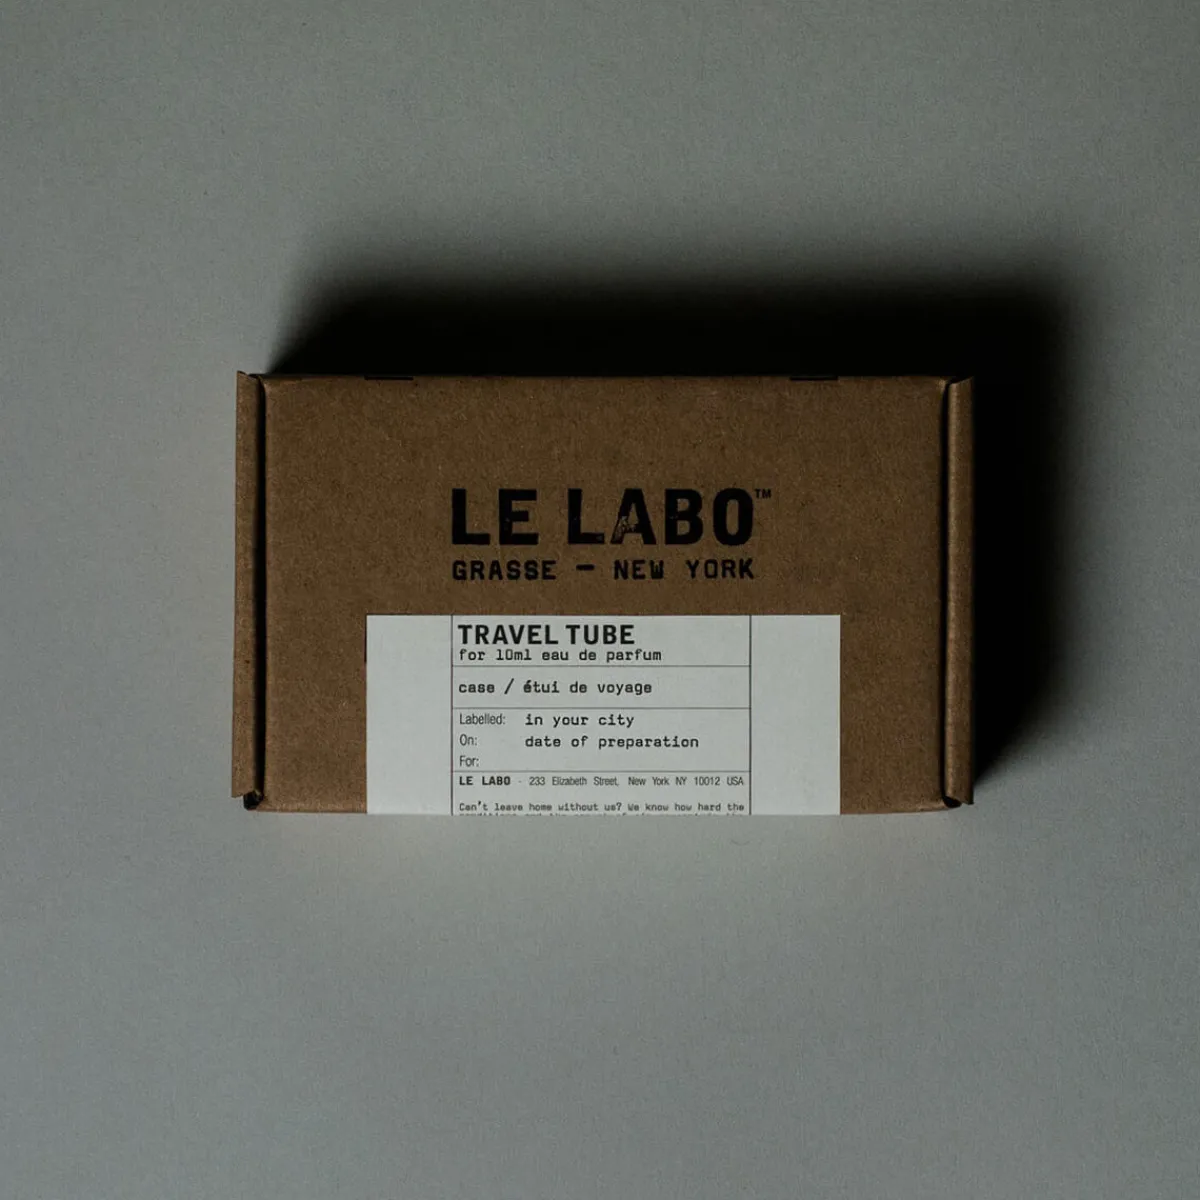 LE LABO™
GRASSE – NEW YORK
TRAVEL TUBE
for 10ml eau de parfum
case / étui de voyage
Labelled: in your city
On: date of preparation
For:
LE LABO - 233 Elizabeth Street, New York NY 10012 USA
Can't leave home without us? We know how hard the